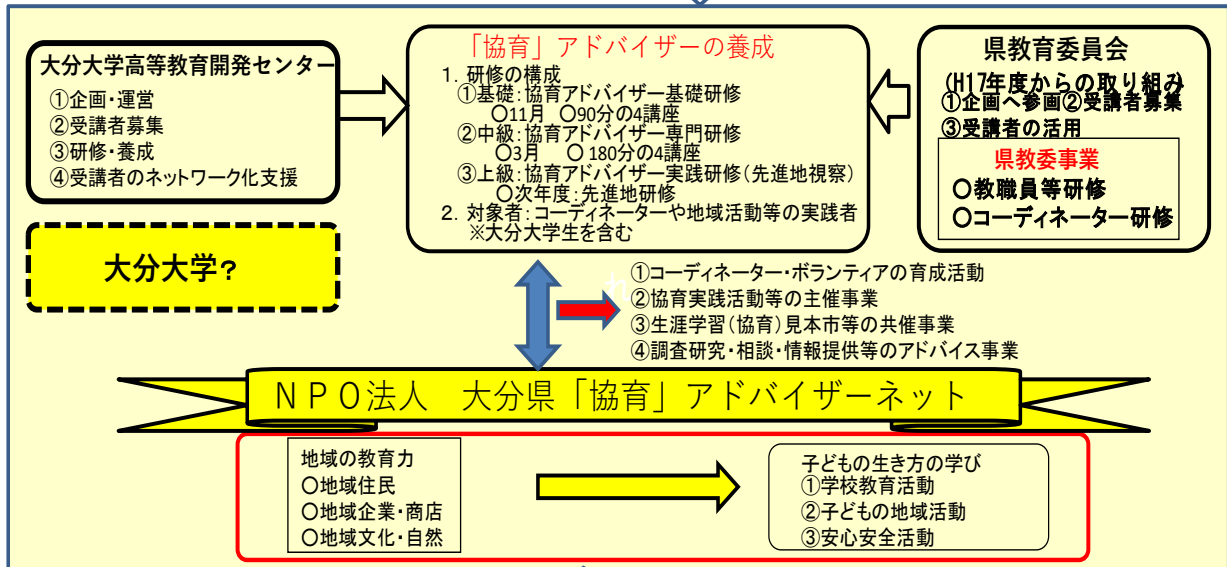 大分大学高等教育開発センター
①企画・運営
②受講者募集
③研修・養成
④受講者のネットワーク化支援
大分大学?
「協育」アドバイザーの養成
1. 研修の構成
①基礎:協育アドバイザー基礎研修
〇11月 〇90分の4講座
②中級:協育アドバイザー専門研修
〇3月 〇180分の4講座
③上級:協育アドバイザー実践研修(先進地視察)
〇次年度:先進地研修
2. 対象者:コーディネーターや地域活動等の実践者
※大分大学生を含む
県教育委員会
(H17年度からの取り組み)
①企画へ参画②受講者募集
③受講者の活用
県教委事業
〇教職員等研修
〇コーディネーター研修
①コーディネーター・ボランティアの育成活動
②協育実践活動等の主催事業
③生涯学習(協育)見本市等の共催事業
④調査研究・相談・情報提供等のアドバイス事業
NPO法人 大分県「協育」アドバイザーネット
地域の教育力
〇地域住民
〇地域企業・商店
〇地域文化・自然
子どもの生き方の学び
①学校教育活動
②子どもの地域活動
③安心安全活動